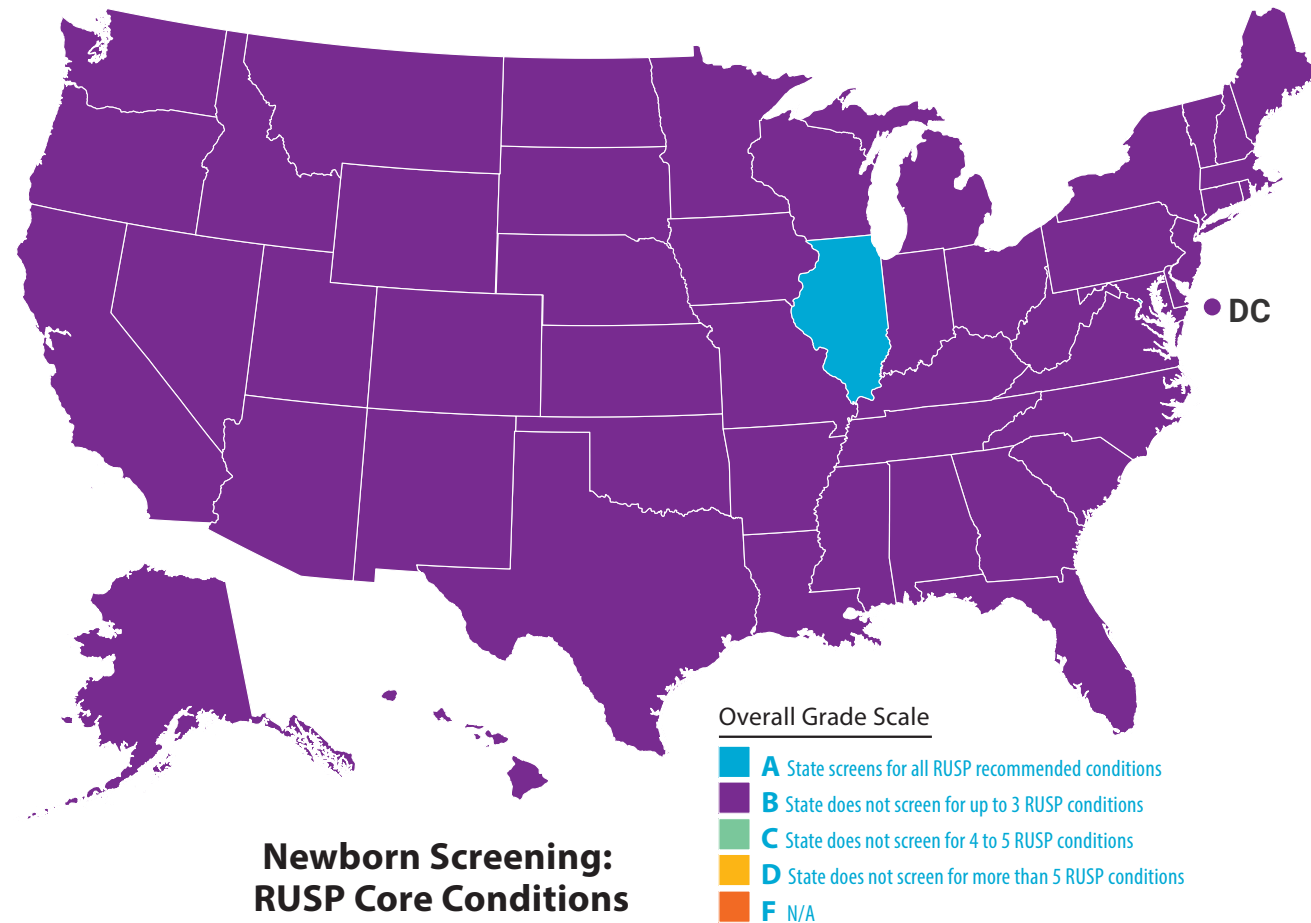 DC
Overall Grade Scale
A State screens for all RUSP recommended conditions
B State does not screen for up to 3 RUSP conditions
C State does not screen for 4 to 5 RUSP conditions
D State does not screen for more than 5 RUSP conditions
F N/A
Newborn Screening:
RUSP Core Conditions